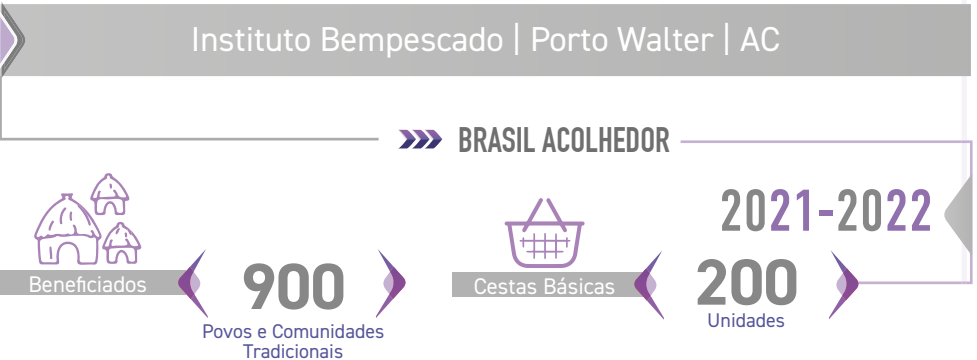 Instituto Bempescado | Porto Walter | AC
BRASIL ACOLHEDOR
2021-2022
Beneficiados
900
Povos e Comunidades
Tradicionais
Cestas Básicas
200
Unidades